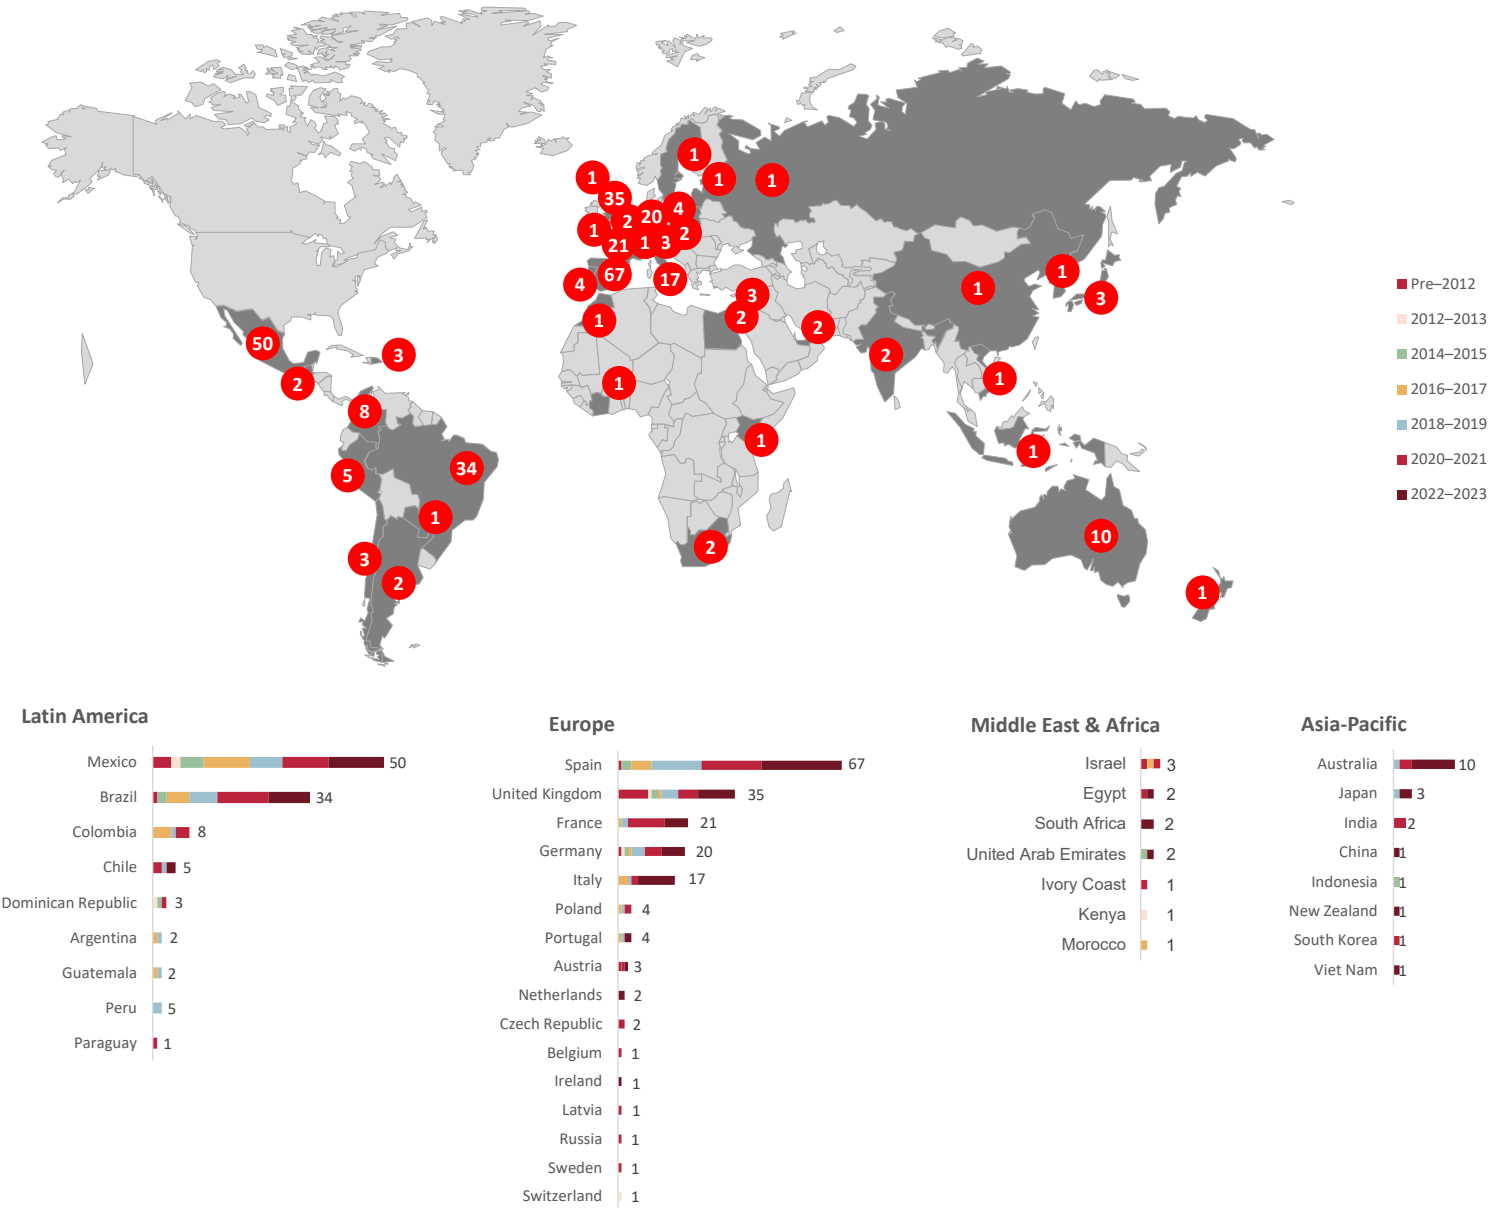 1
1
1
1
35
4
2
20
1
2
21
1
3
67
17
4
3
1
1
3
2
1
2
50
3
2
2
1
1
8
1
1
34
5
1
10
2
3
2
1
Pre–2012
2012–2013
2014–2015
2016–2017
2018–2019
2020–2021
2022–2023
Latin America
Mexico 50
Brazil 34
Colombia 8
Chile 5
Dominican Republic 3
Argentina 2
Guatemala 2
Peru 5
Paraguay 1
Europe
Spain 67
United Kingdom 35
France 21
Germany 20
Italy 17
Poland 4
Portugal 4
Austria 3
Netherlands 2
Czech Republic 2
Belgium 1
Ireland 1
Latvia 1
Russia 1
Sweden 1
Switzerland 1
Middle East & Africa
Israel 3
Egypt 2
South Africa 2
United Arab Emirates 2
Ivory Coast 1
Kenya 1
Morocco 1
Asia-Pacific
Australia 10
Japan 3
India 2
China 1
Indonesia 1
New Zealand 1
South Korea 1
Viet Nam 1